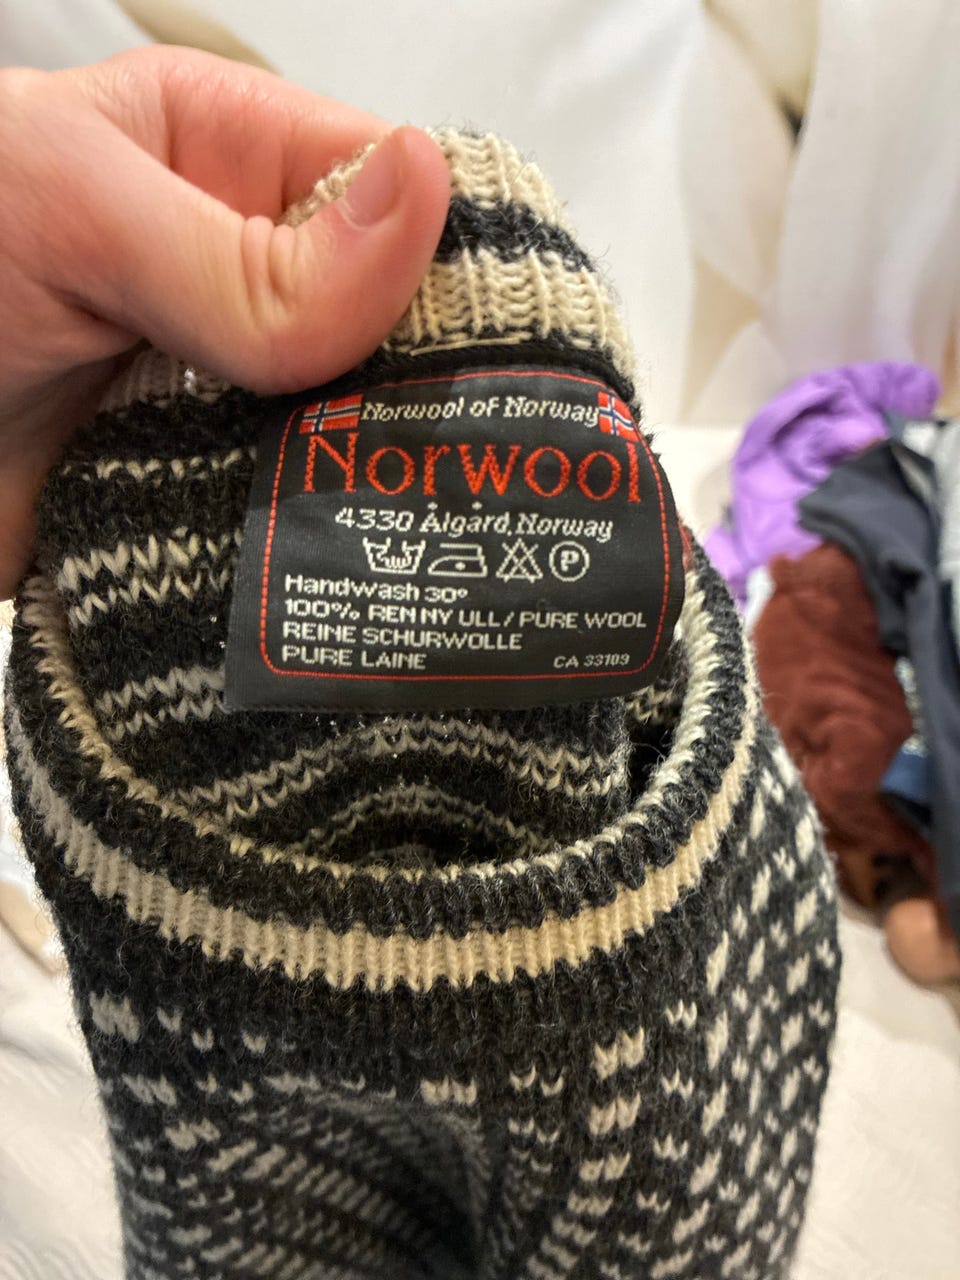 Norwool of Norway
Norwool
4330 Ålgård, Norway
P
Handwash 30°
100% REN NY ULL / PURE WOOL
REINE SCHURWOLLE
PURE LAINE
CA 33109